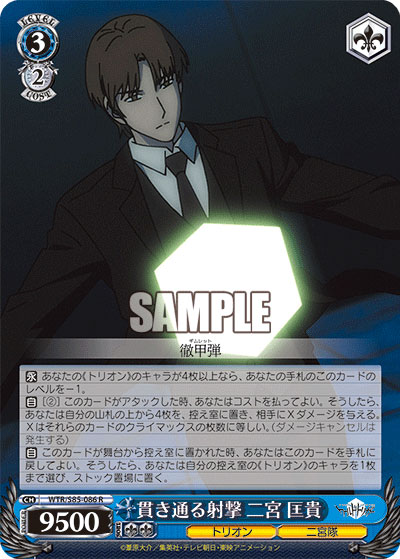 LEVEL
3
2
COST
SAMPLE
ザムレット
徹甲弾
永 あなたの《トリオン》のキャラが4枚以上なら、あなたの手札のこのカードの
レベルを－1。
自 [②] このカードがアタックした時、あなたはコストを払ってよい。そうしたら、
あなたは自分の山札の上から4枚を、控え室に置き、相手にXダメージを与える。
Xはそれらのカードのクライマックスの枚数に等しい。(ダメージキャンセルは
発生する)
自 このカードが舞台から控え室に置かれた時、あなたはこのカードを手札に
戻してよい。そうしたら、あなたは自分の控え室の《トリオン》のキャラを1枚
まで選び、ストック置場に置く。
CH WTR/S85-086 R
9500
貫き通る射撃 二宮 匡貴
トリオン 二宮隊
©葦原大介／集英社・テレビ朝日・東映アニメーション